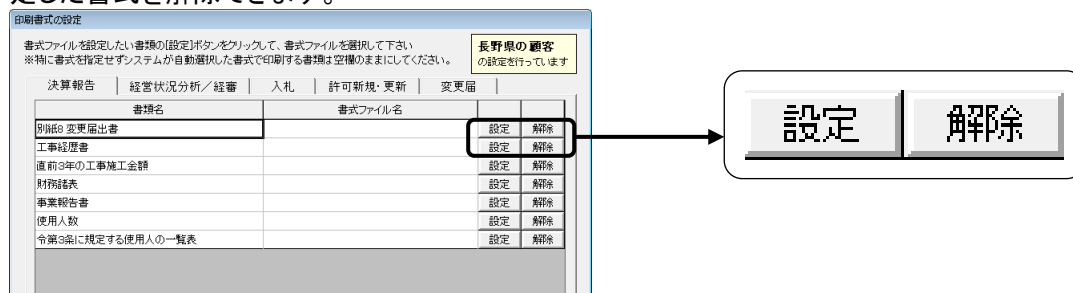 定した書式を解除できます。
印刷書式の設定
書式ファイルを設定したい書類の[設定]ボタンをクリックして、書式ファイルを選択して下さい
※特に書式を指定せずシステムが自動選択した書式で印刷する書類は空欄のままにしてください。
長野県の 顧客
の設定を行っています
決算報告 経営状況分析／経審 入札 許可新規・更新 変更届
書類名 書式ファイル名
別紙8 変更届出書 設定 解除
工事経歴書 設定 解除
直前3年の工事施工金額 設定 解除
財務諸表 設定 解除
事業報告書 設定 解除
使用人数 設定 解除
令第3条に規定する使用人の一覧表 設定 解除
設定 解除